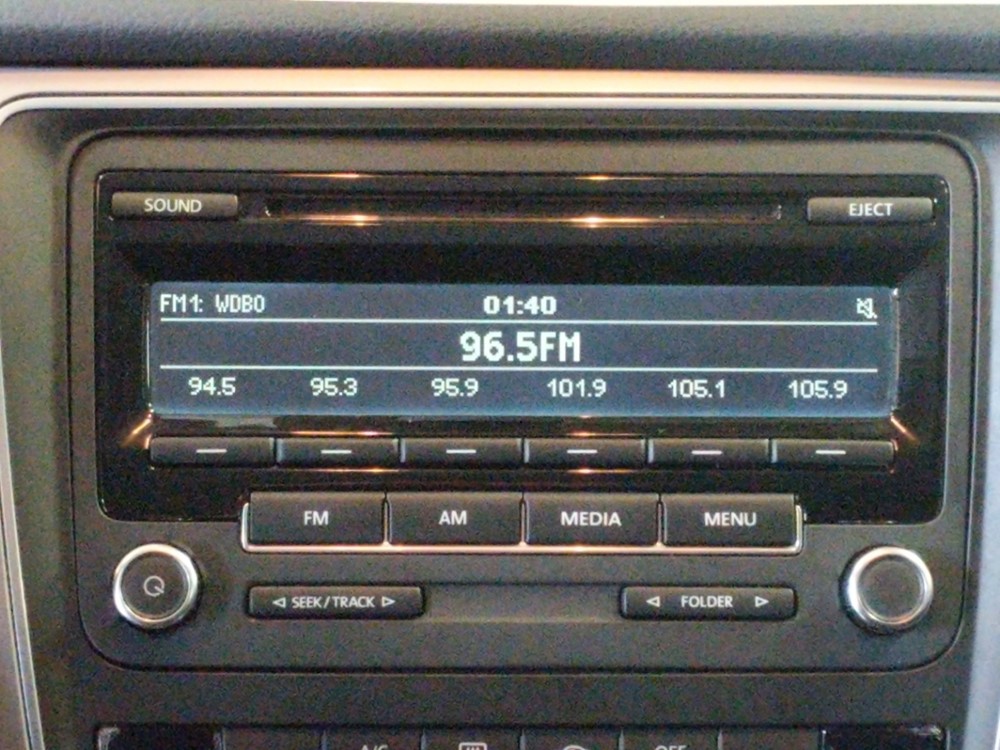 SOUND EJECT
FM1: WDBO 01:40
96.5FM
94.5 95.3 95.9 101.9 105.1 105.9
FM AM MEDIA MENU
SEEK/TRACK FOLDER
A/C OFF